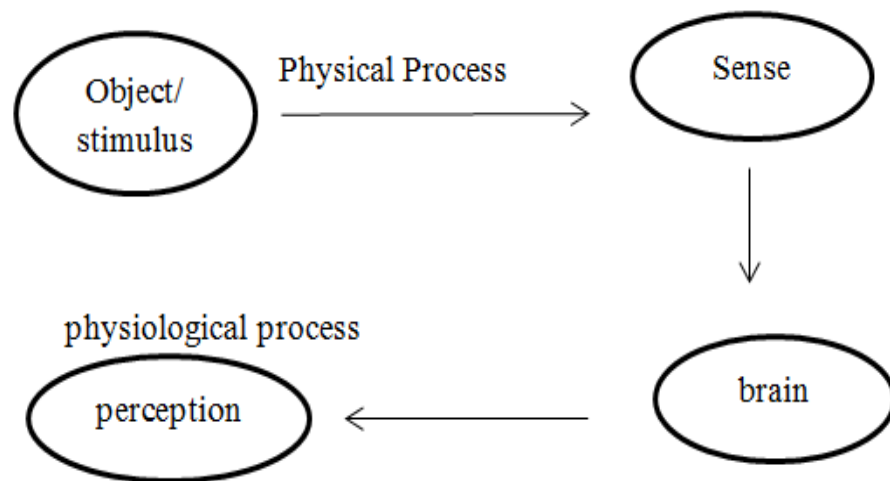 Object/
stimulus
Physical Process
Sense
physiological process
perception
brain